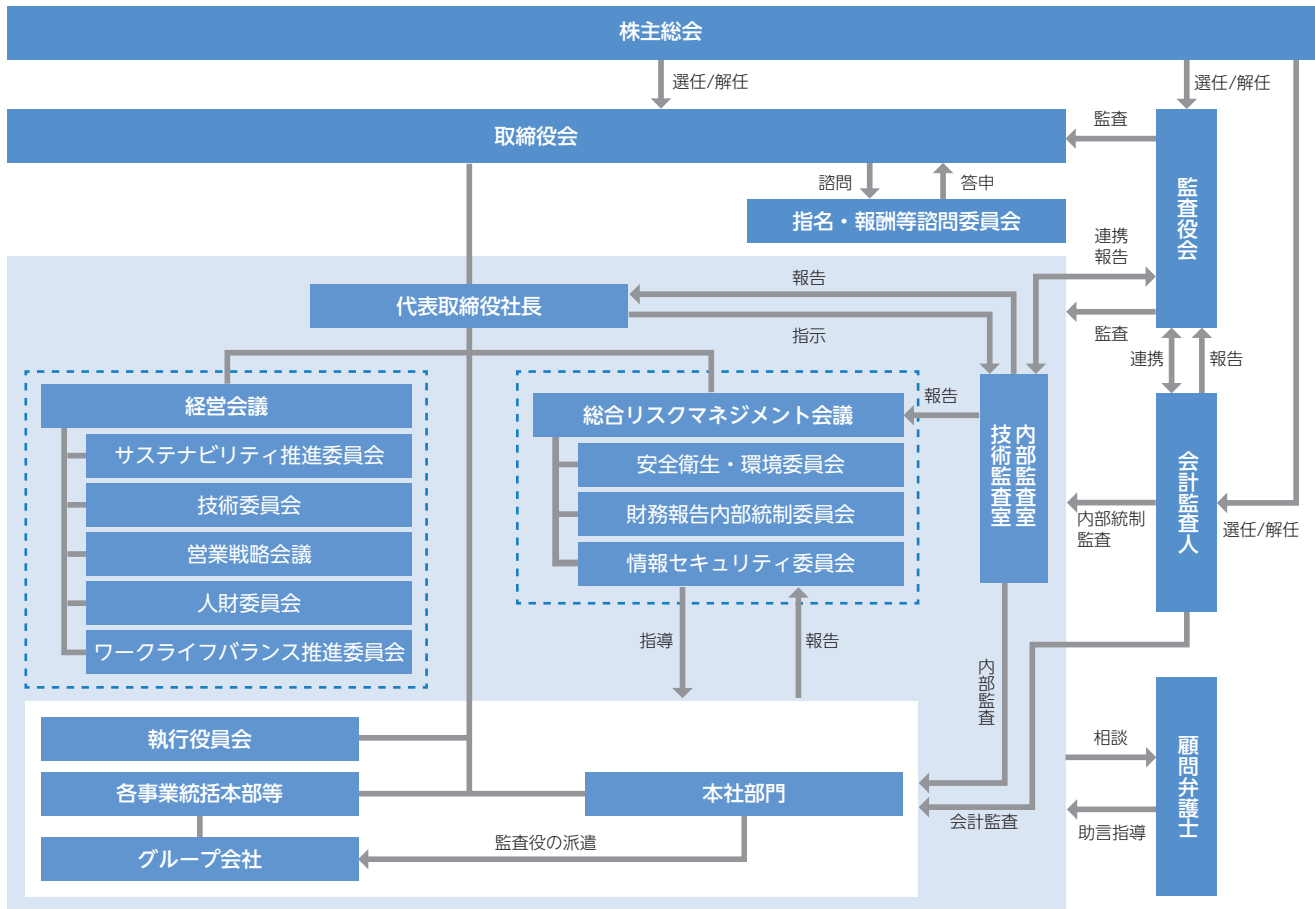 株主総会
選任/解任
選任/解任
取締役会
監査
監査役会
諮問
答申
指名・報酬等諮問委員会
連携
報告
代表取締役社長
報告
指示
監査
連携
報告
経営会議
サステナビリティ推進委員会
技術委員会
営業戦略会議
人財委員会
ワークライフバランス推進委員会
総合リスクマネジメント会議
安全衛生・環境委員会
財務報告内部統制委員会
情報セキュリティ委員会
報告
内部監査室
技術監査室
会計監査人
内部統制
監査
選任/解任
指導
報告
内部監査
執行役員会
各事業統括本部等
本社部門
グループ会社
監査役の派遣
会計監査
相談
助言指導
顧問弁護士